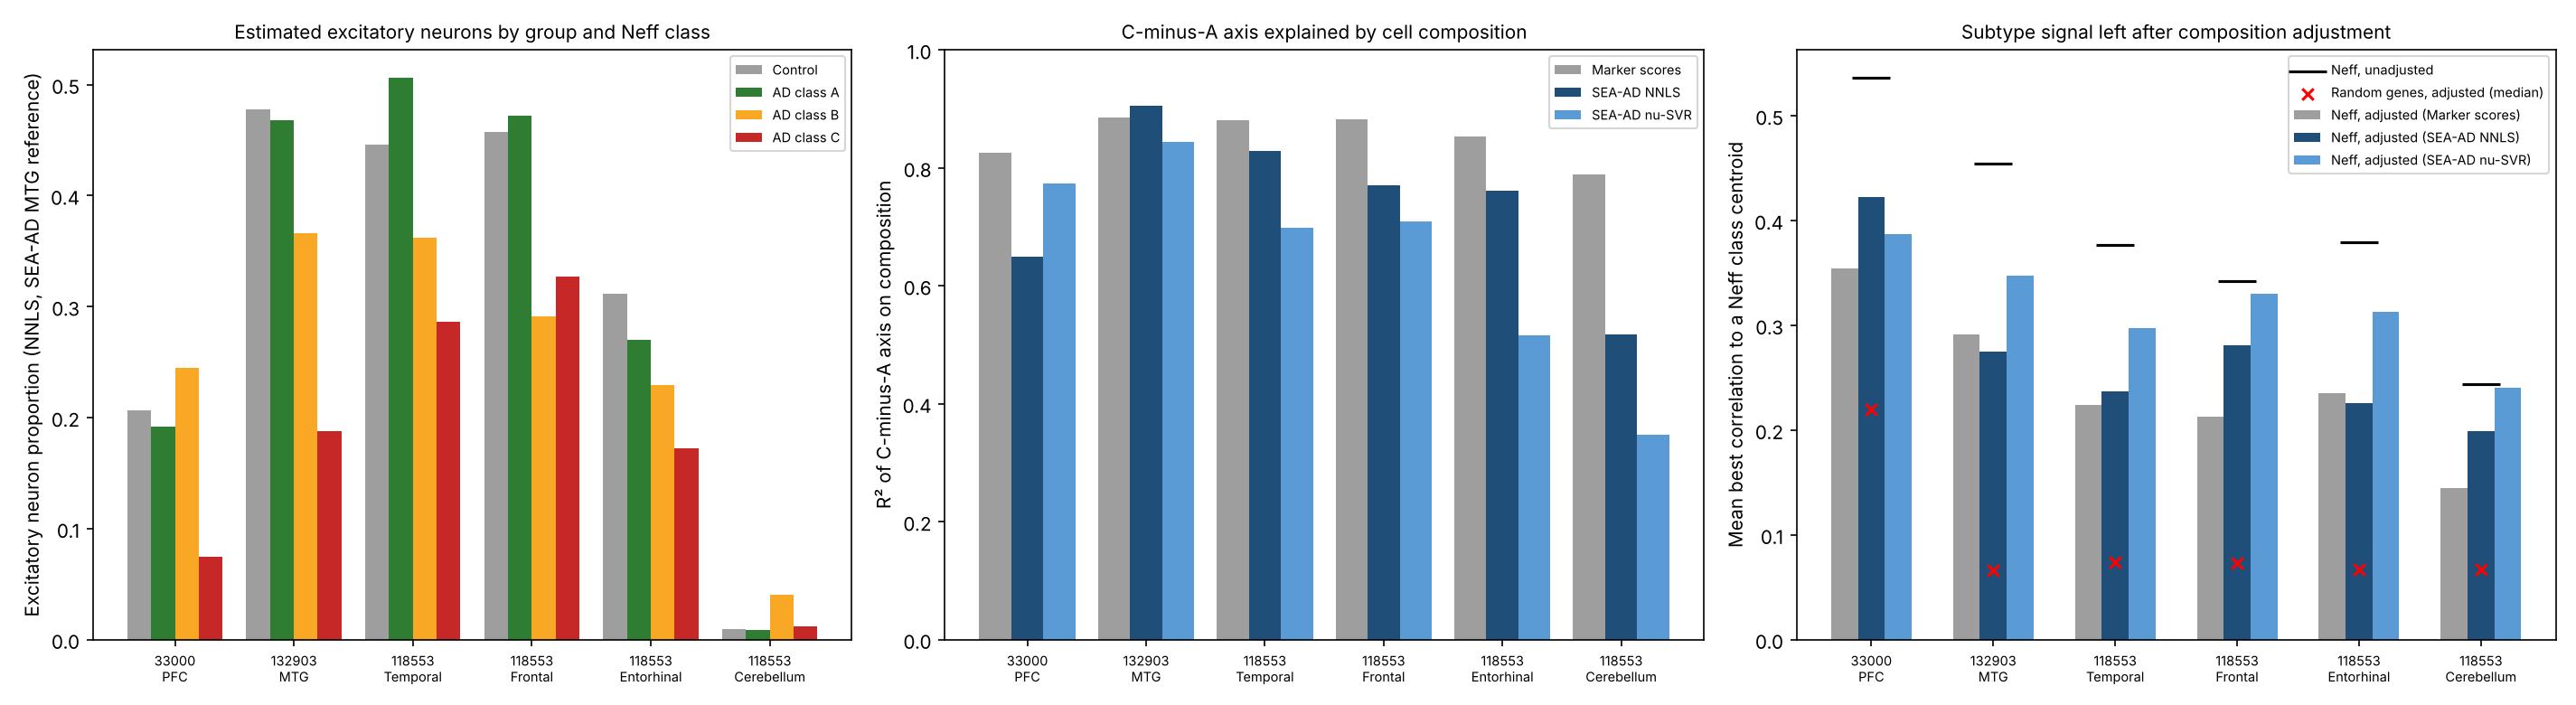 Estimated excitatory neurons by group and Neff class
Excitatory neuron proportion (NNLS, SEA-AD MTG reference)
0.5
0.4
0.3
0.2
0.1
0.0
Control
AD class A
AD class B
AD class C
33000
PFC
132903
MTG
118553
Temporal
118553
Frontal
118553
Entorhinal
118553
Cerebellum
C-minus-A axis explained by cell composition
R² of C-minus-A axis on composition
1.0
0.8
0.6
0.4
0.2
0.0
Marker scores
SEA-AD NNLS
SEA-AD nu-SVR
33000
PFC
132903
MTG
118553
Temporal
118553
Frontal
118553
Entorhinal
118553
Cerebellum
Subtype signal left after composition adjustment
Mean best correlation to a Neff class centroid
0.5
0.4
0.3
0.2
0.1
0.0
Neff, unadjusted
Random genes, adjusted (median)
Neff, adjusted (Marker scores)
Neff, adjusted (SEA-AD NNLS)
Neff, adjusted (SEA-AD nu-SVR)
33000
PFC
132903
MTG
118553
Temporal
118553
Frontal
118553
Entorhinal
118553
Cerebellum